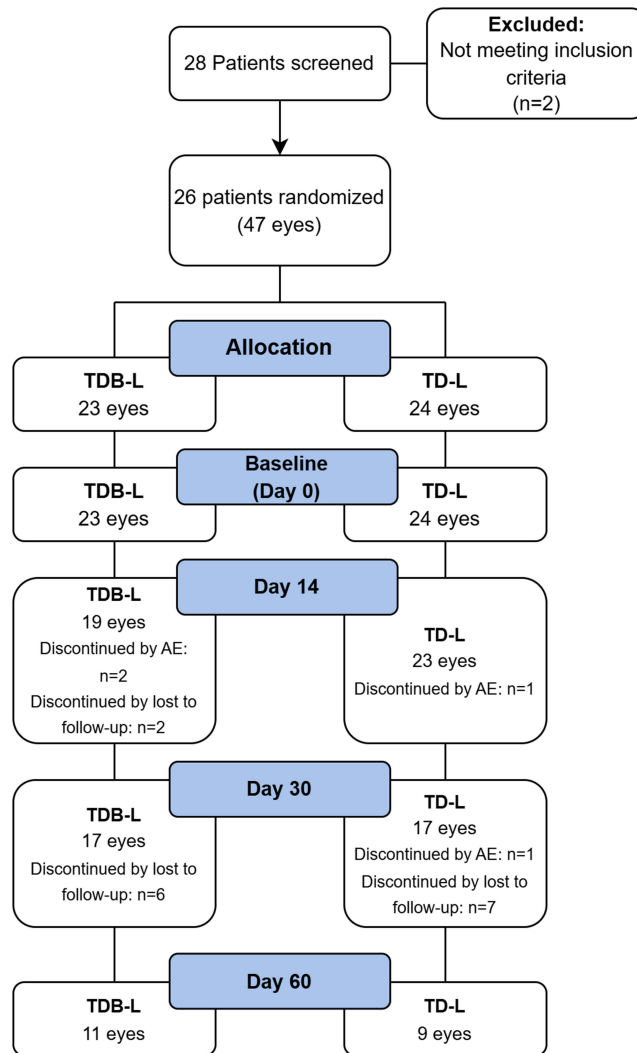 28 Patients screened
Excluded:
Not meeting inclusion
criteria
(n=2)
26 patients randomized
(47 eyes)
Allocation
TDB-L
23 eyes
TD-L
24 eyes
Baseline
(Day 0)
TDB-L
23 eyes
TD-L
24 eyes
Day 14
TDB-L
19 eyes
Discontinued by AE:
n=2
Discontinued by lost to
follow-up: n=2
TD-L
23 eyes
Discontinued by AE: n=1
Day 30
TDB-L
17 eyes
Discontinued by lost to
follow-up: n=6
TD-L
17 eyes
Discontinued by AE: n=1
Discontinued by lost to
follow-up: n=7
Day 60
TDB-L
11 eyes
TD-L
9 eyes